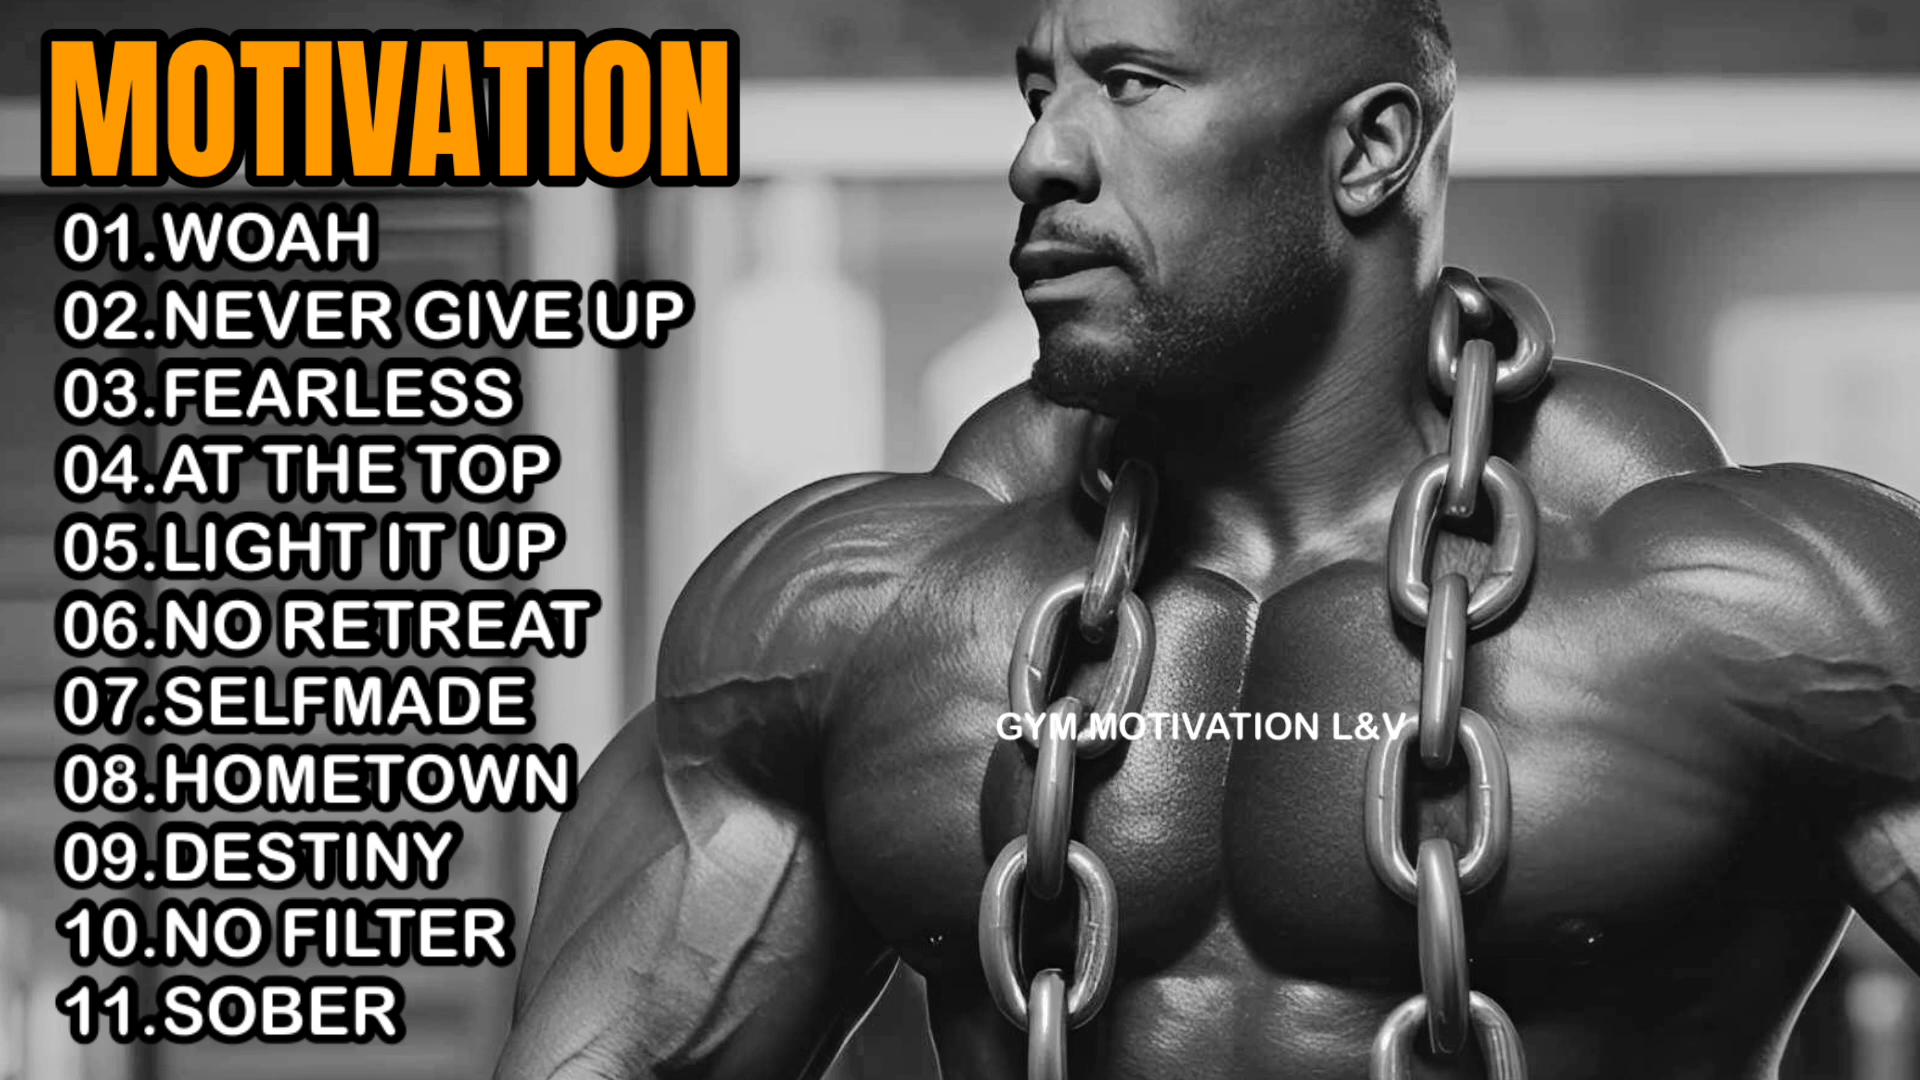 MOTIVATION
01.WOAH
02.NEVER GIVE UP
03.FEARLESS
04.AT THE TOP
05.LIGHT IT UP
06.NO RETREAT
07.SELFMADE
08.HOMETOWN
09.DESTINY
10.NO FILTER
11.SOBER
GYM MOTIVATION L&V